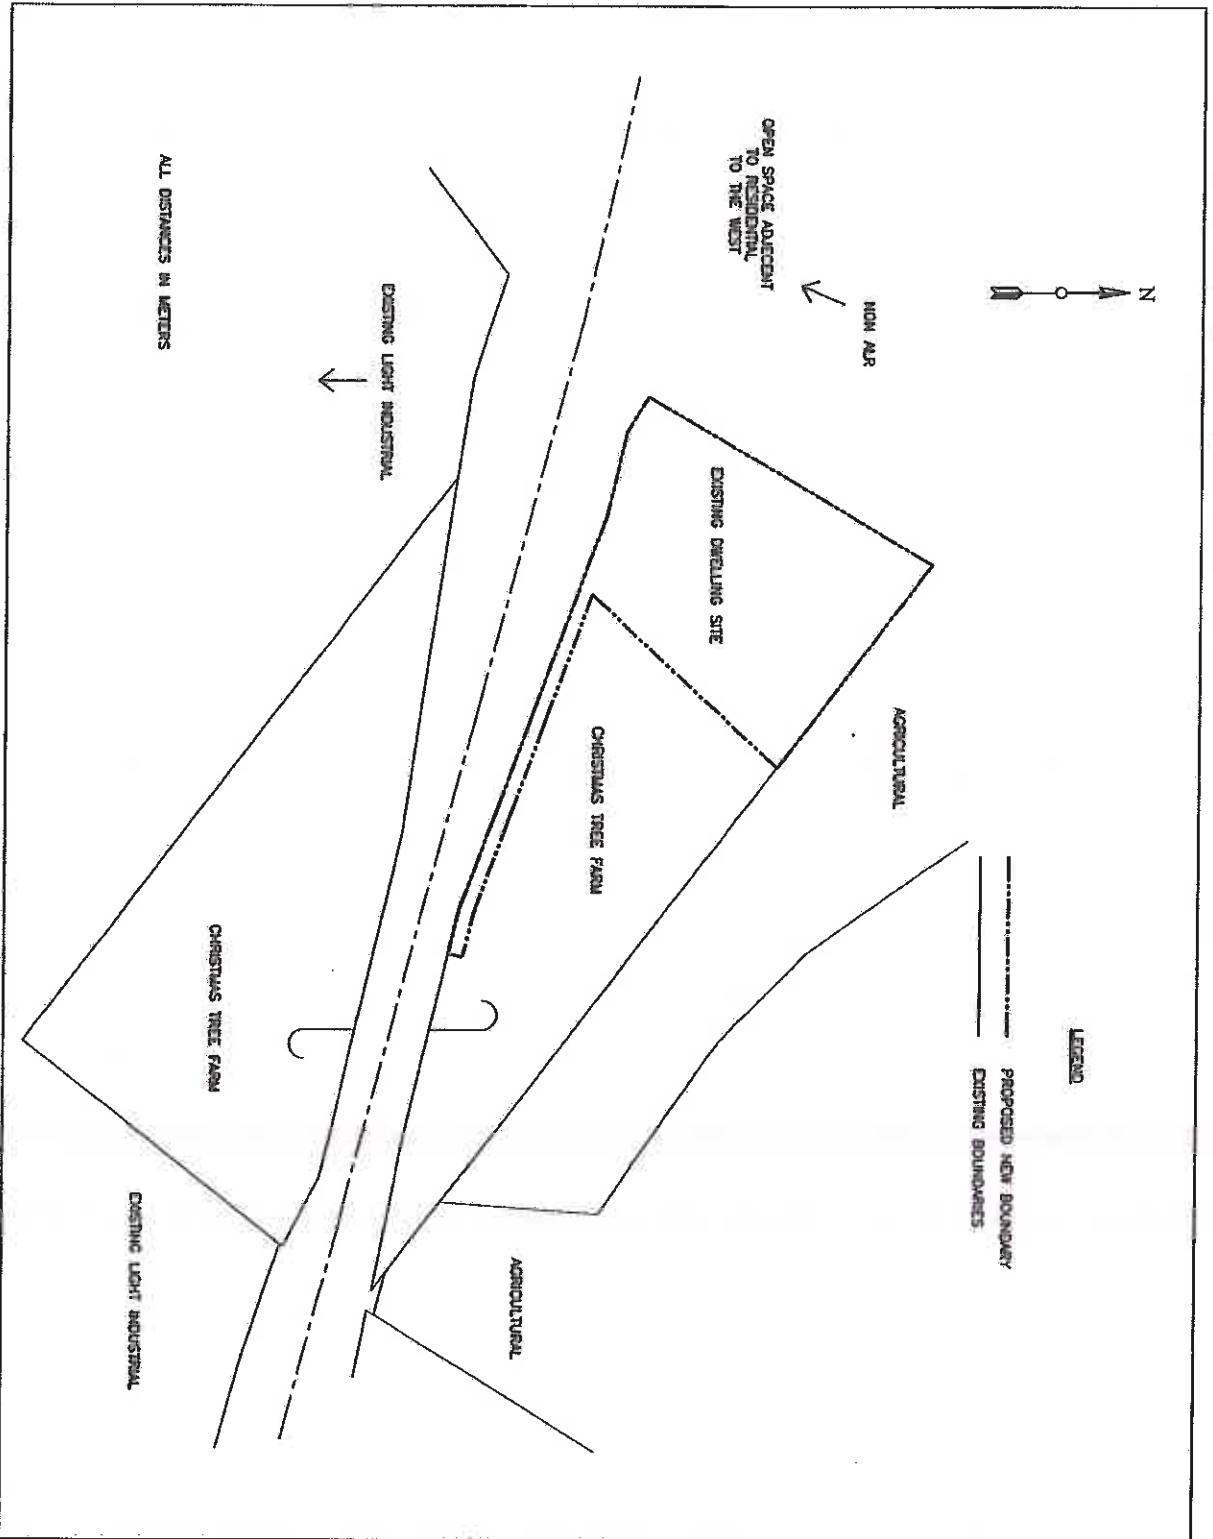 N
LEGEND
PROPOSED NEW BOUNDARY
EXISTING BOUNDARIES
NON ALR
OPEN SPACE ADJECENT
TO RESIDENTIAL
TO THE WEST
AGRICULTURAL
EXISTING DWELLING SITE
CHRISTMAS TREE FARM
AGRICULTURAL
EXISTING LIGHT INDUSTRIAL
CHRISTMAS TREE FARM
EXISTING LIGHT INDUSTRIAL
ALL DISTANCES IN METERS